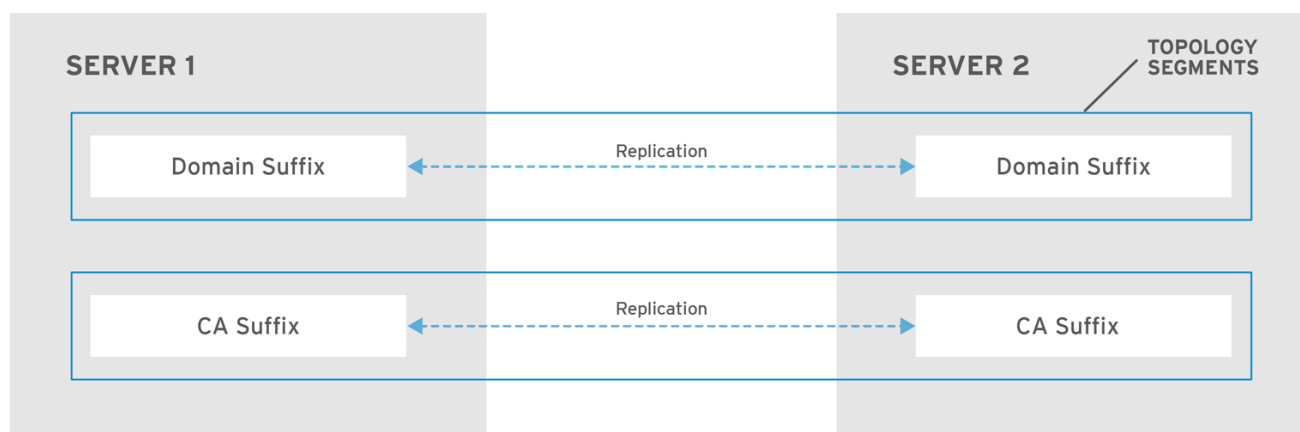 SERVER 1
SERVER 2
TOPOLOGY
SEGMENTS
Domain Suffix
Replication
Domain Suffix
CA Suffix
Replication
CA Suffix